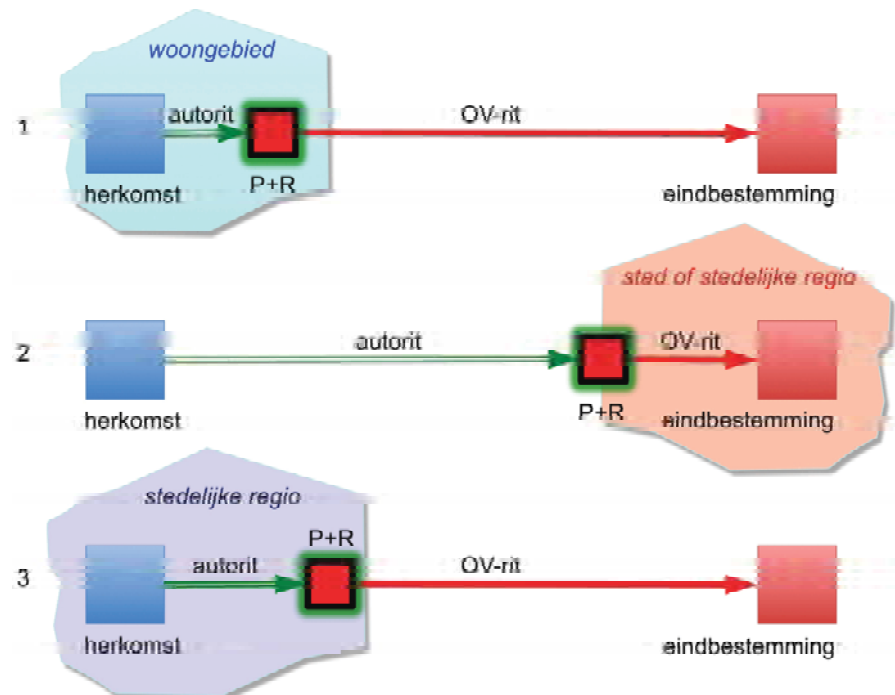 woongebied
1
autorit
OV-rit
herkomst
P+R
eindbestemming
sted of stedelijke regio
2
autorit
OV-rit
herkomst
P+R
eindbestemming
stedelijke regio
P+R
3
autorit
OV-rit
herkomst
eindbestemming